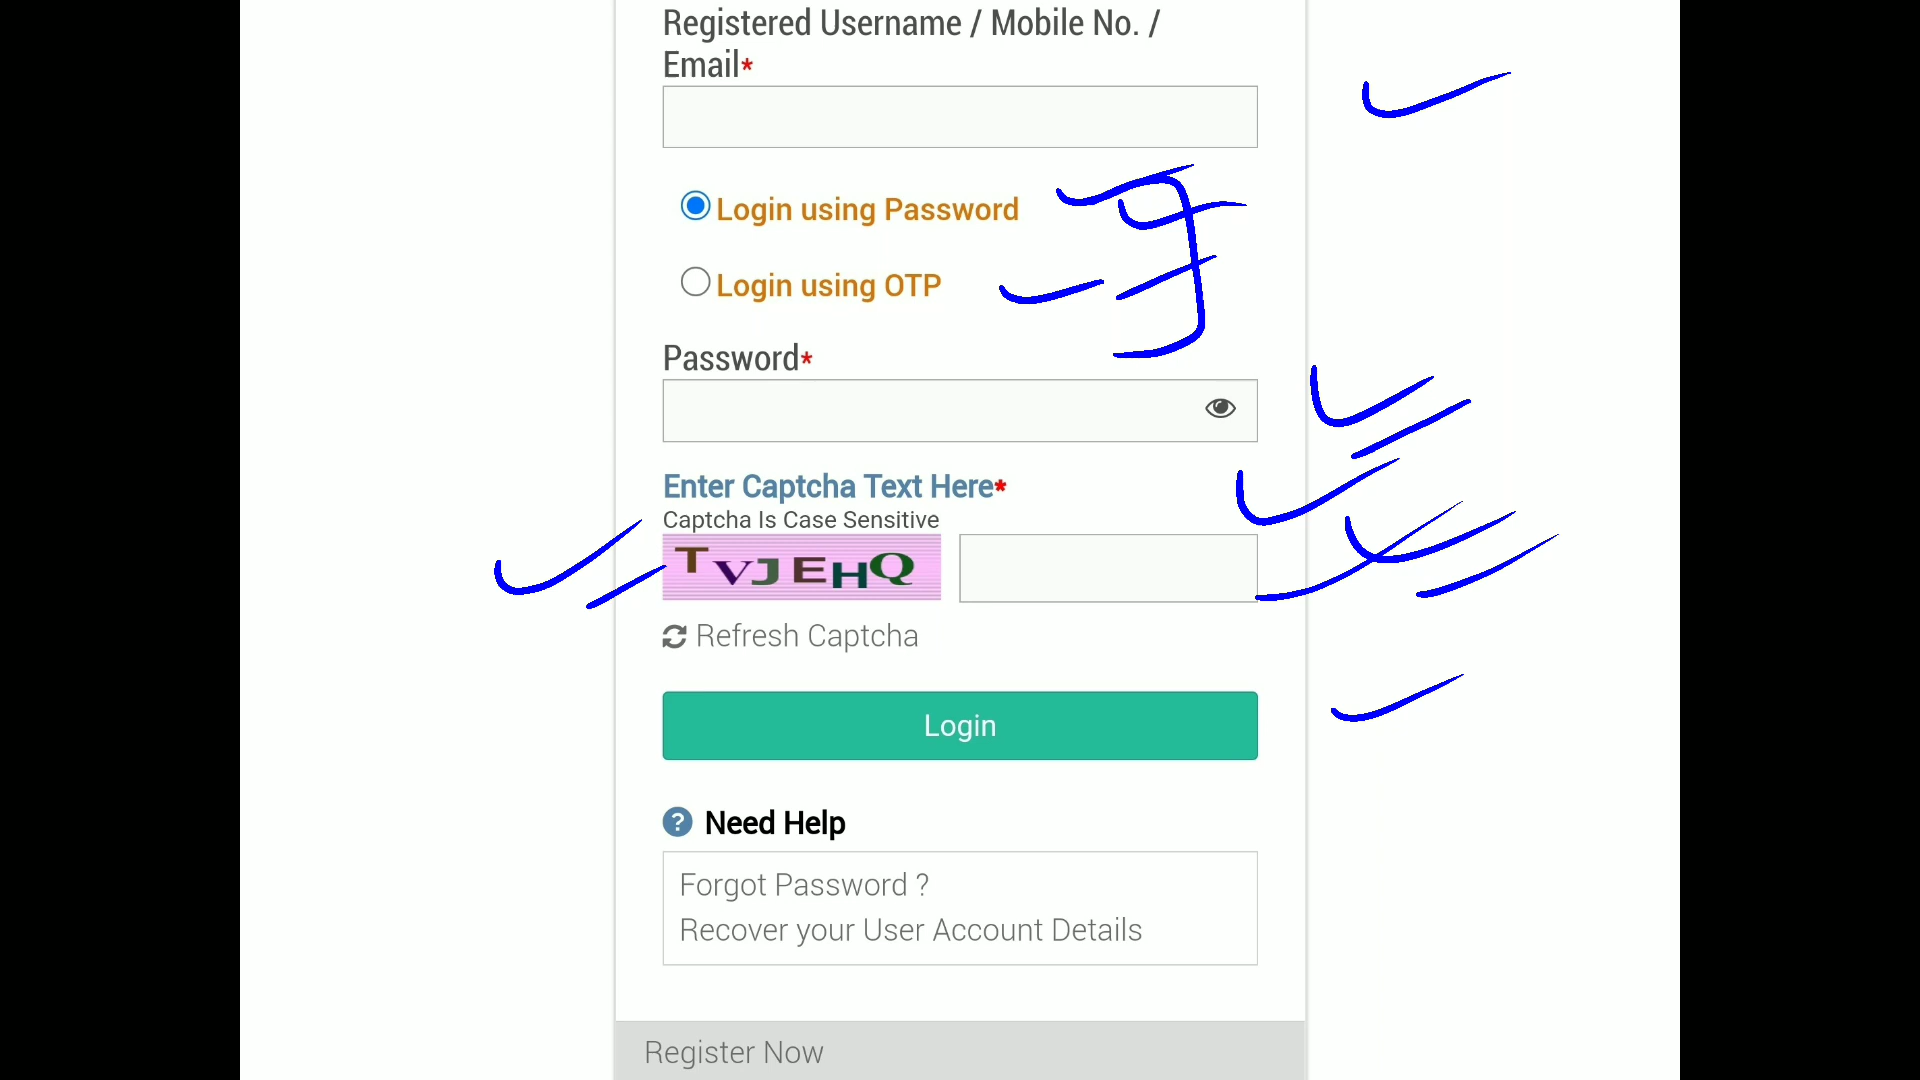 Registered Username / Mobile No. /
Email*
Login using Password
Login using OTP
Password*
Enter Captcha Text Here*
Captcha Is Case Sensitive
TVJEHQ
Refresh Captcha
Login
? Need Help
Forgot Password ?
Recover your User Account Details
Register Now